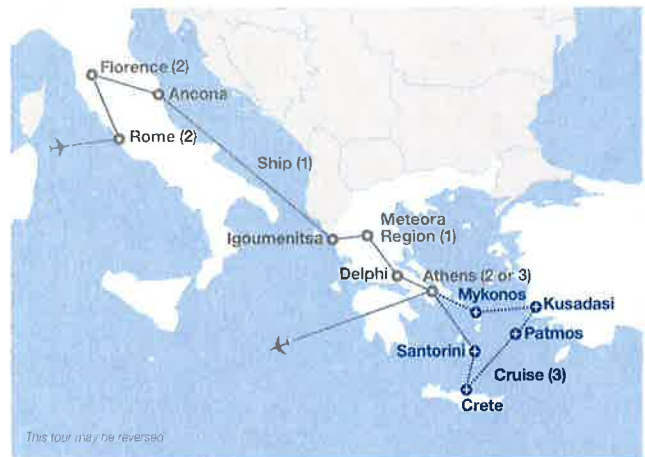 Florence (2)
Ancona
Rome (2)
Ship (1)
Meteora
Region (1)
Igoumenitsa
Delphi
Athens (2 or 3)
Mykonos
Kusadasi
Patmos
Santorini
Cruise (3)
Crete
This tour may be reversed